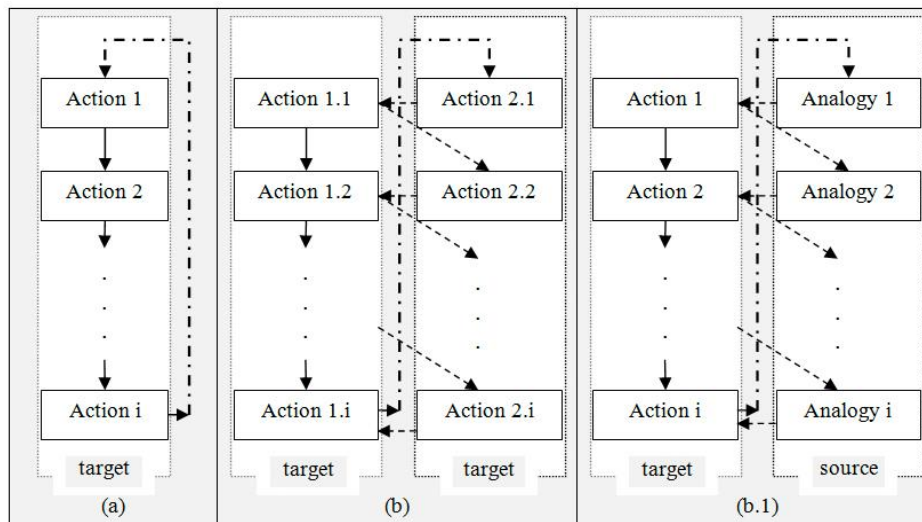 Action 1
Action 2
.
.
.
Action i
target
(a)
Action 1.1
Action 2.1
Action 1.2
Action 2.2
.
.
.
.
.
.
Action 1.i
Action 2.i
target
target
(b)
Action 1
Analogy 1
Action 2
Analogy 2
.
.
.
.
.
.
Action i
Analogy i
target
source
(b.1)